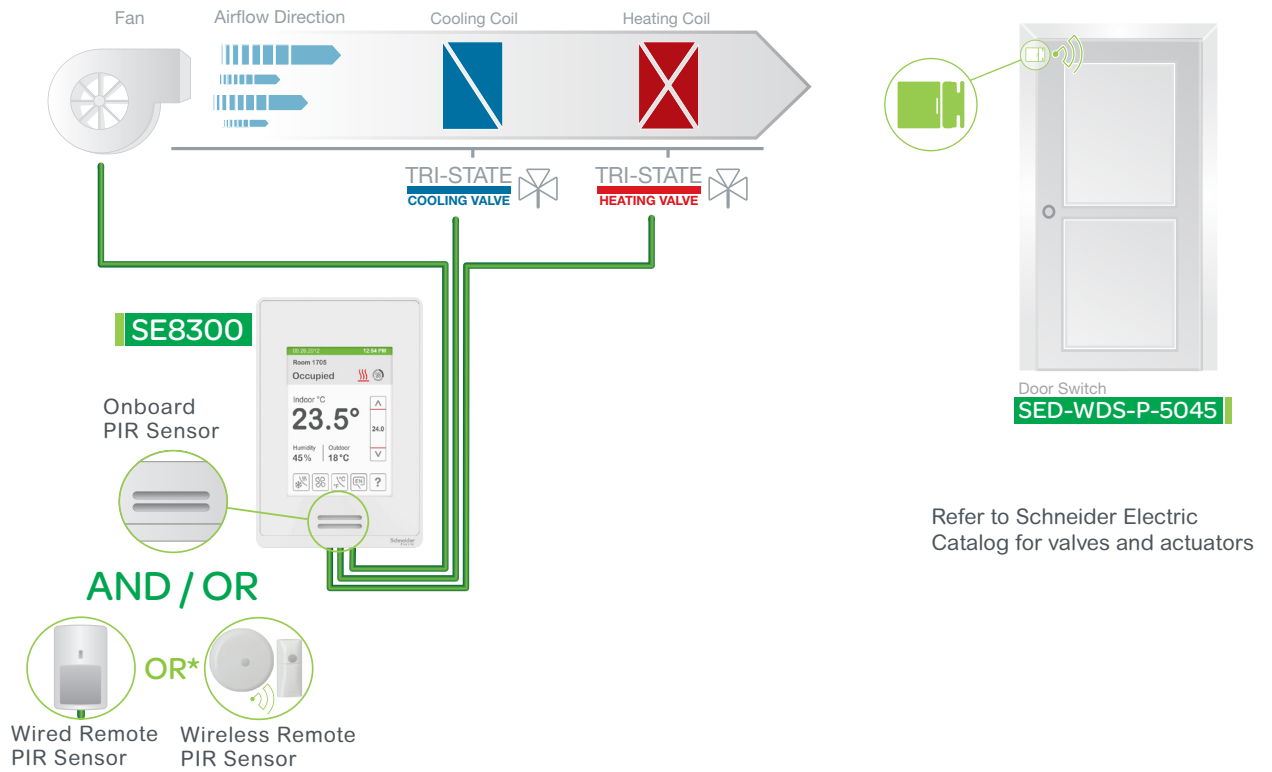 Fan
Airflow Direction
Cooling Coil
Heating Coil
TRI-STATE
COOLING VALVE
TRI-STATE
HEATING VALVE
SE8300
12:54 PM
Room 1705
Occupied
Indoor °C
23.5°
24.0
Humidity
45%
Outdoor
18°C
°C
°F
EN
?
Schneider
Electric
Onboard
PIR Sensor
AND / OR
OR*
Wired Remote
PIR Sensor
Wireless Remote
PIR Sensor
Door Switch
SED-WDS-P-5045
Refer to Schneider Electric
Catalog for valves and actuators